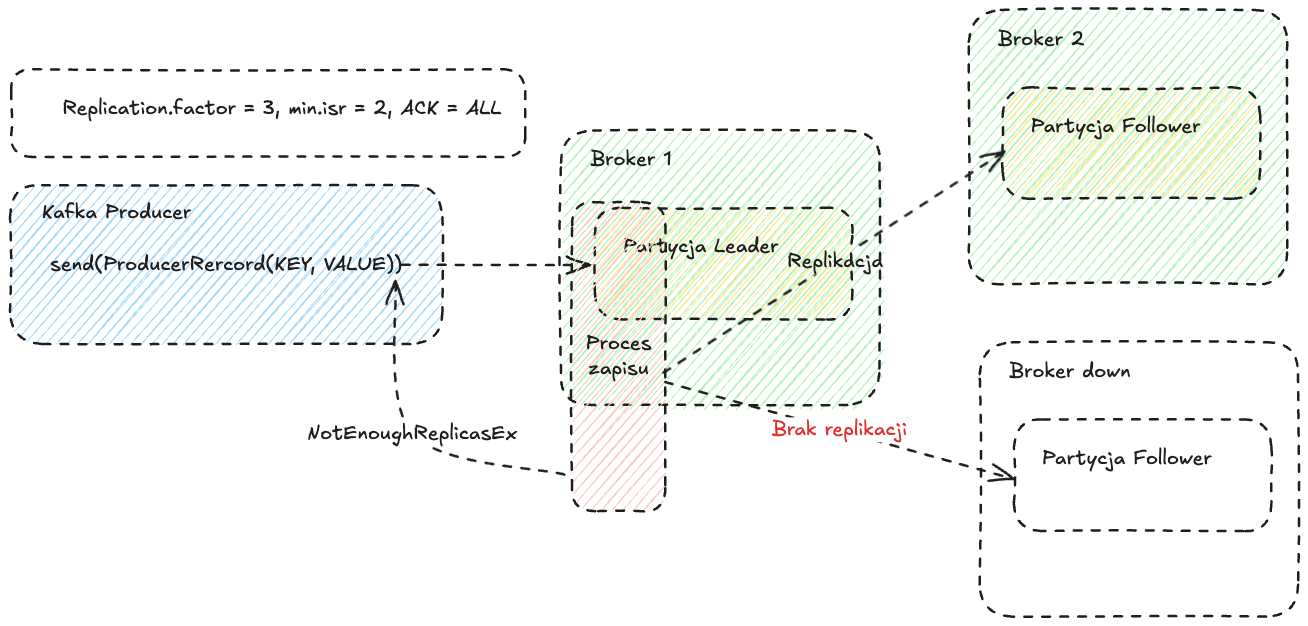 Replication.factor = 3, min.isr = 2, ACK = ALL
Kafka Producer
send(ProducerRercord(KEY, VALUE))
NotEnoughReplicasEx
Broker 1
Partycja Leader
Replikdcjd
Proces
zapisu
Brak replikacji
Broker 2
Partycja Follower
Broker down
Partycja Follower